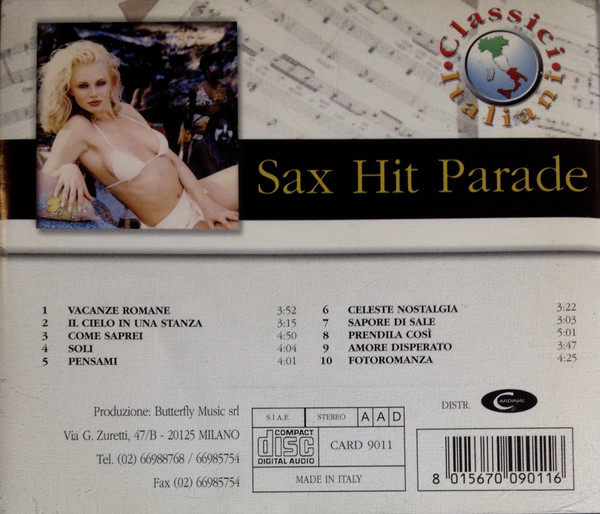 Classici Italiani
Sax Hit Parade
1 VACANZE ROMANE 3:52
2 IL CIELO IN UNA STANZA 3:15
3 COME SAPREI 4:50
4 SOLI 4:04
5 PENSAMI 4:01
6 CELESTE NOSTALGIA 3:22
7 SAPORE DI SALE 3:03
8 PRENDILA COSÌ 5:01
9 AMORE DISPERATO 3:47
10 FOTOROMANZA 4:25
Produzione: Butterfly Music srl
Via G. Zuretti, 47/B - 20125 MILANO
Tel. (02) 66988768 / 66985754
Fax (02) 66985754
S.I.A.E. STEREO A A D
COMPACT
disc
DIGITAL AUDIO
CARD 9011
MADE IN ITALY
DISTR. CARDINAL
8 015670 090116